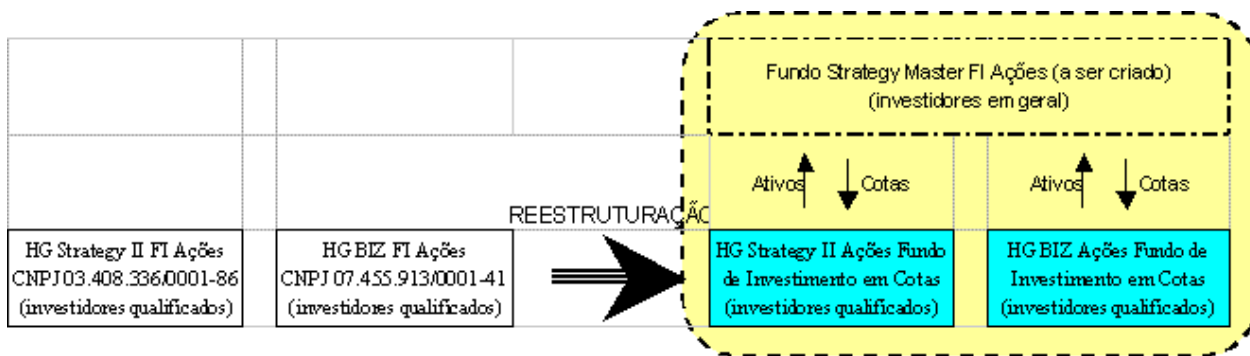 Fundo Strategy Master FI Ações (a ser criado)
(investidores em geral)
Ativos
Cotas
Ativos
Cotas
REESTRUTURAÇÃO
HG Strategy II FI Ações
CNPJ 03.408.336/0001-86
(investidores qualificados)
HG BIZ FI Ações
CNPJ 07.455.913/0001-41
(investidores qualificados)
HG Strategy II Ações Fundo
de Investimento em Cotas
(investidores qualificados)
HG BIZ Ações Fundo de
Investimento em Cotas
(investidores qualificados)